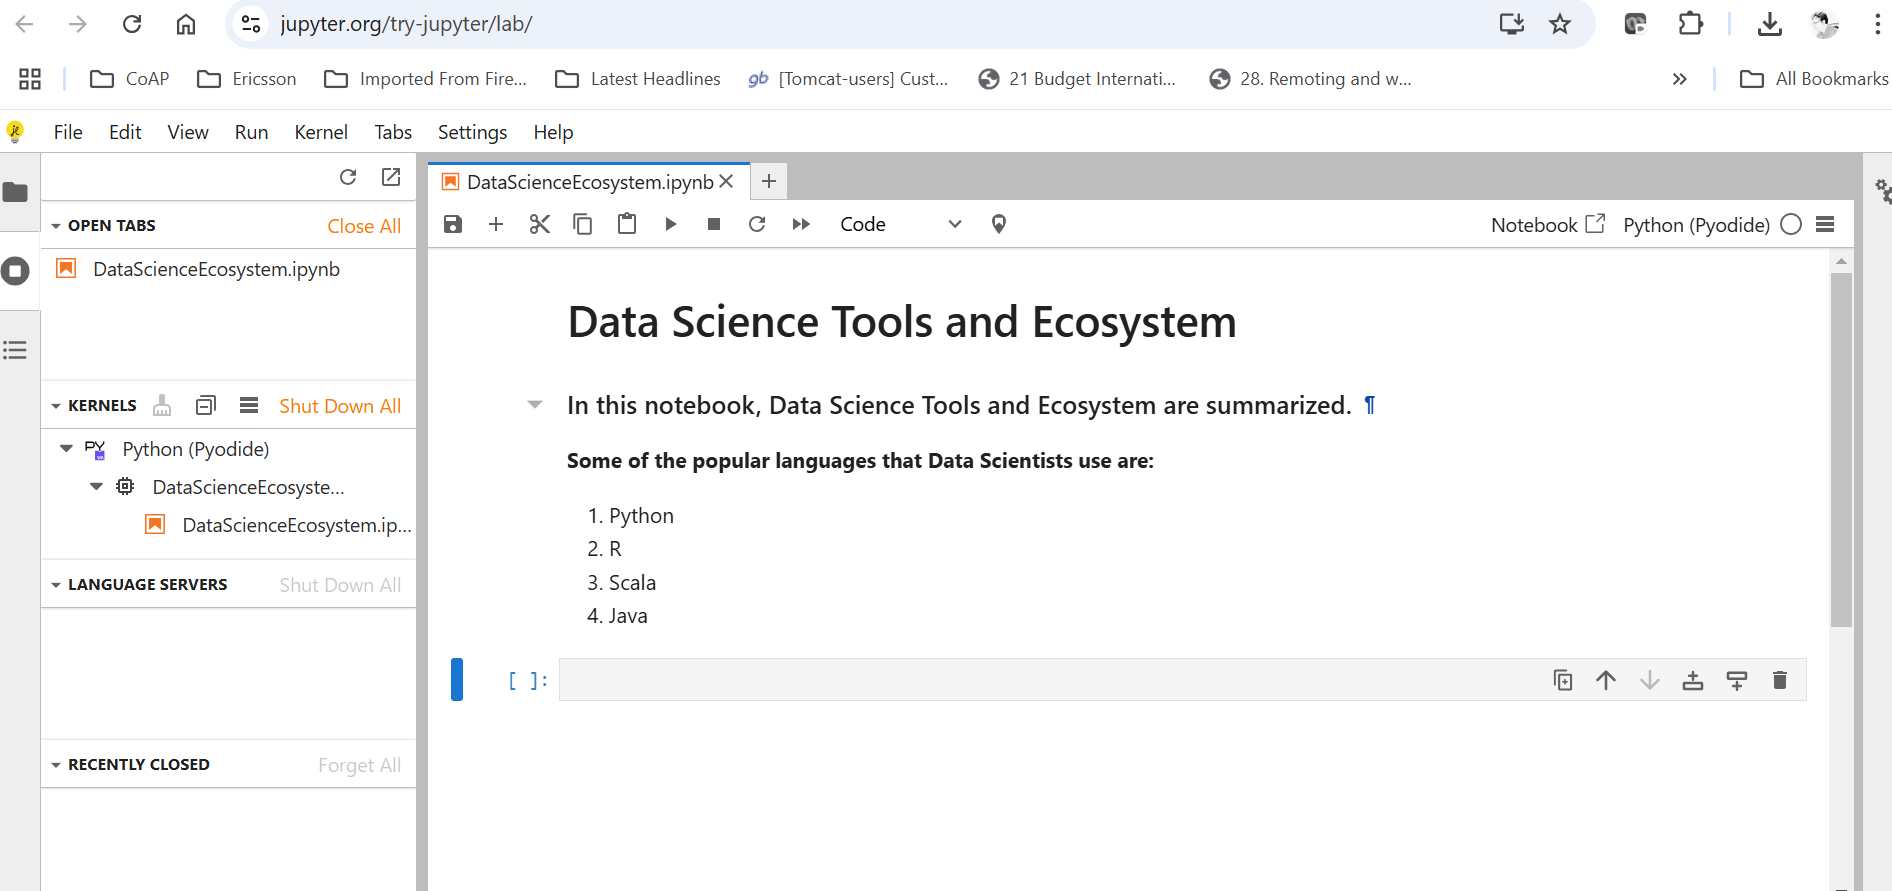 jupyter.org/try-jupyter/lab/
CoAP Ericsson Imported From Fire... Latest Headlines gb [Tomcat-users] Cust... 21 Budget Internati... 28. Remoting and w... » All Bookmarks
File Edit View Run Kernel Tabs Settings Help
DataScienceEcosystem.ipynb
OPEN TABS Close All
Code Notebook Python (Pyodide)
DataScienceEcosystem.ipynb
Data Science Tools and Ecosystem
KERNELS Shut Down All
In this notebook, Data Science Tools and Ecosystem are summarized. ¶
PY Python (Pyodide)
Some of the popular languages that Data Scientists use are:
DataScienceEcosyste...
DataScienceEcosystem.ip...
1. Python
2. R
3. Scala
4. Java
LANGUAGE SERVERS Shut Down All
[ ]:
RECENTLY CLOSED Forget All